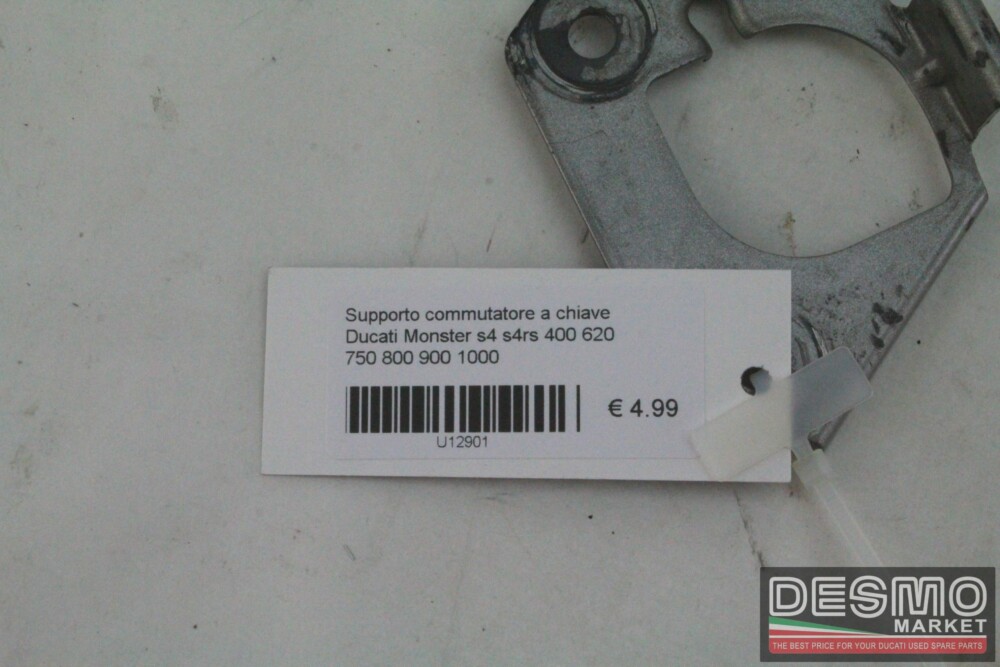 Supporto commutatore a chiave
Ducati Monster s4 s4rs 400 620
750 800 900 1000
€ 4.99
U12901
DESMO
MARKET
THE BEST PRICE FOR YOUR DUCATI USED SPARE PARTS